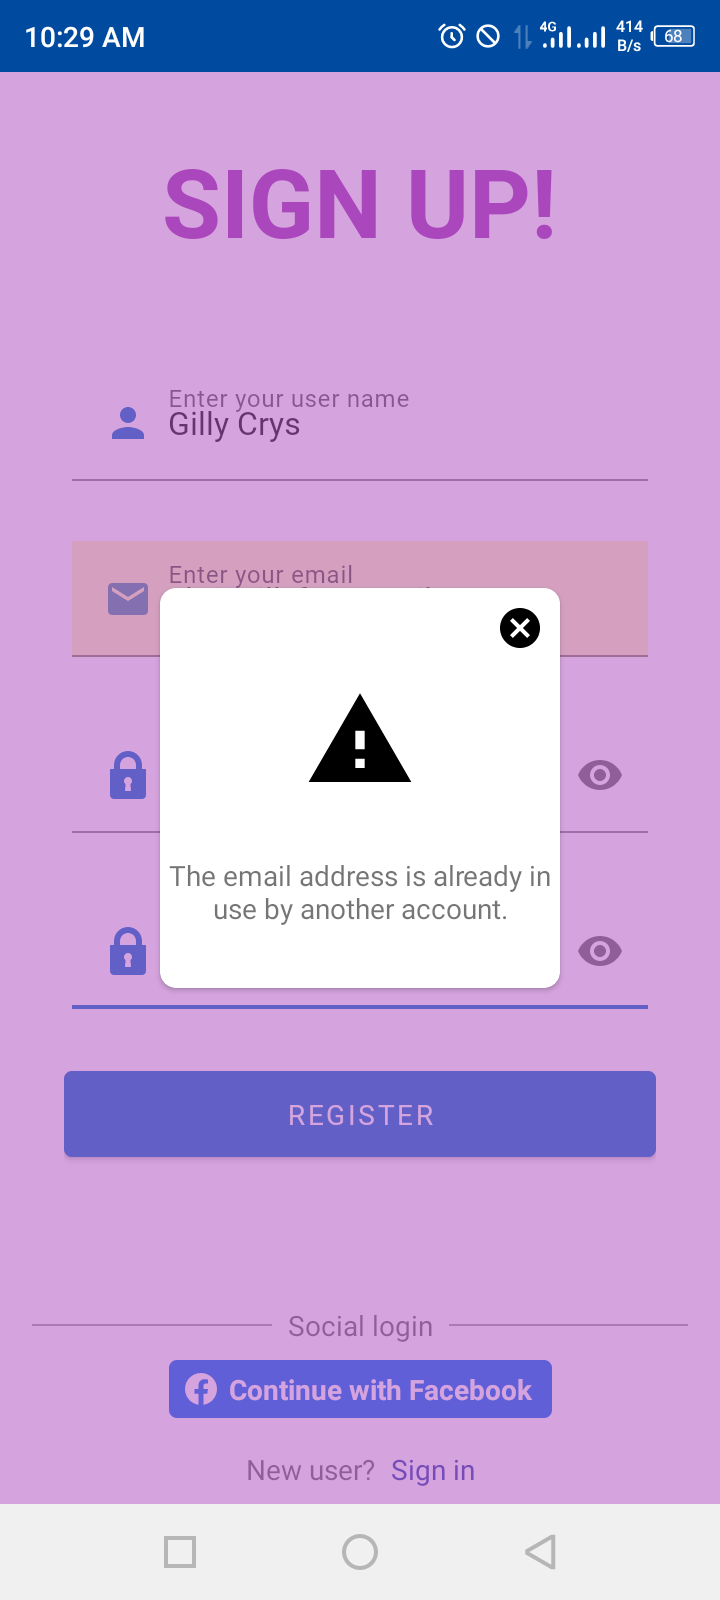 10:29 AM
4G
414
B/s
68
SIGN UP!
Enter your user name
Gilly Crys
Enter your email
The email address is already in
use by another account.
REGISTER
Social login
Continue with Facebook
New user? Sign in